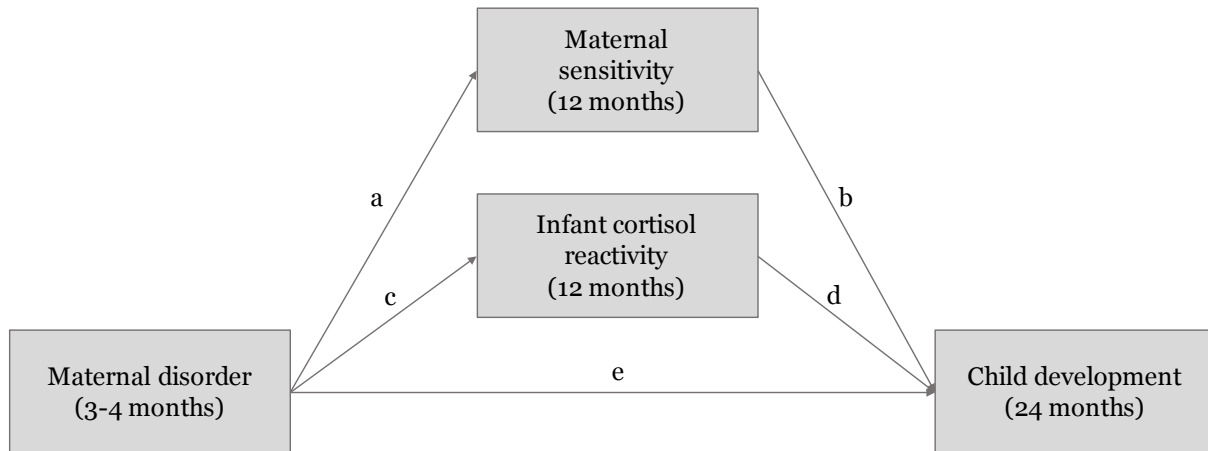 Maternal
sensitivity
(12 months)
a
b
Infant cortisol
reactivity
(12 months)
c
d
Maternal disorder
(3-4 months)
e
Child development
(24 months)